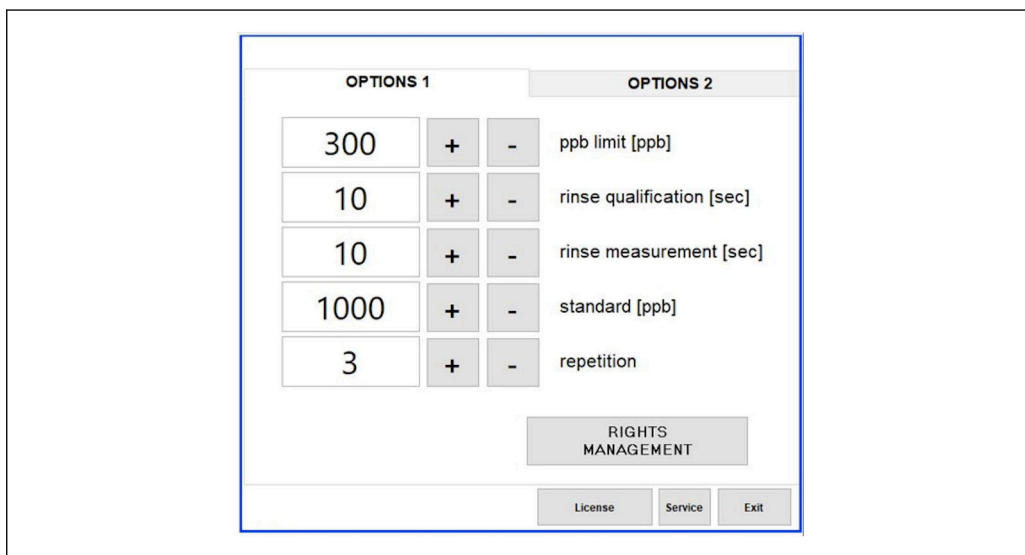 OPTIONS 1 OPTIONS 2
300 + - ppb limit [ppb]
10 + - rinse qualification [sec]
10 + - rinse measurement [sec]
1000 + - standard [ppb]
3 + - repetition
RIGHTS
MANAGEMENT
License Service Exit